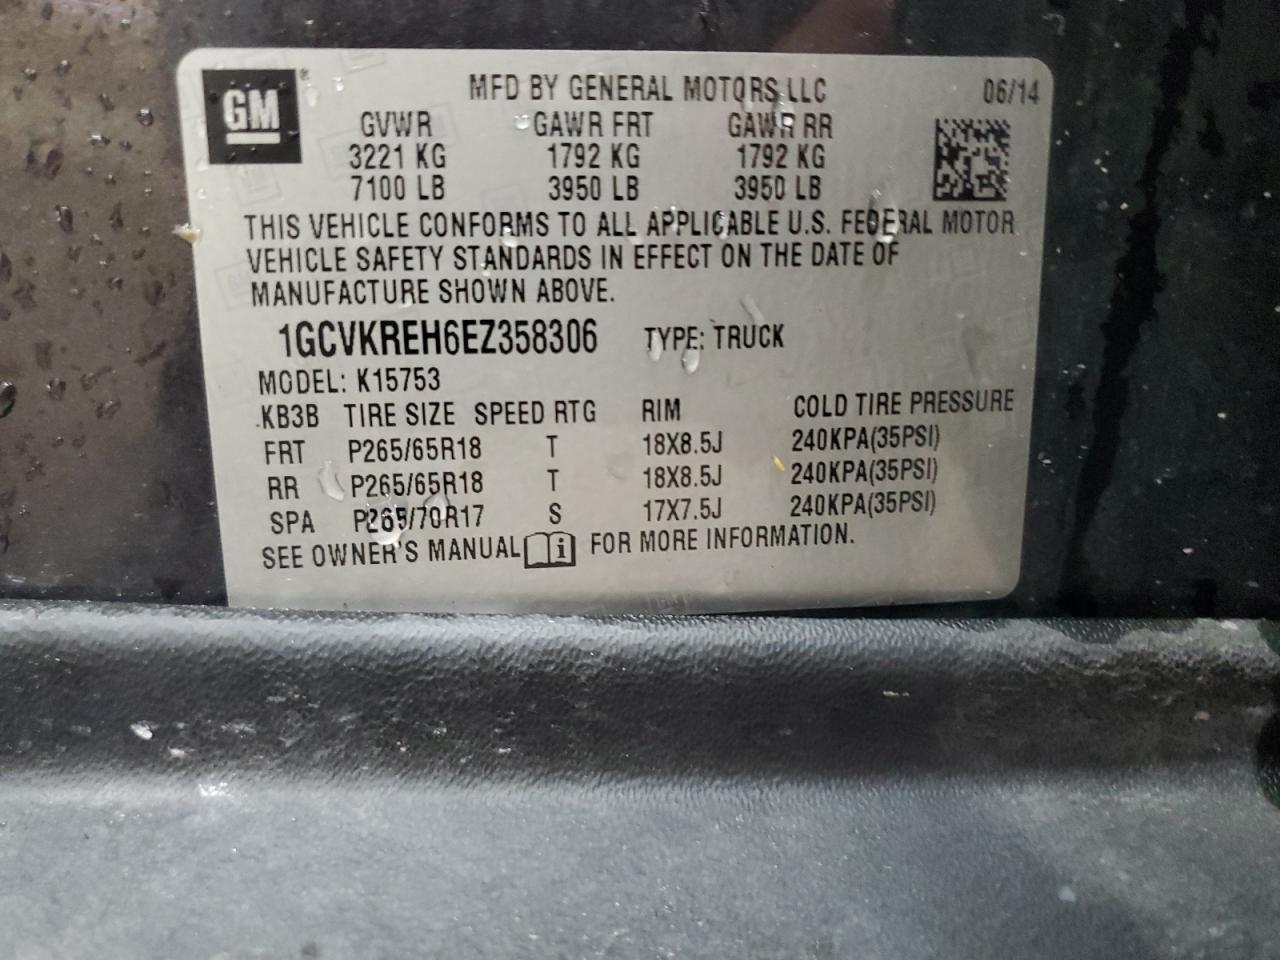 GM ®
MFD BY GENERAL MOTORS LLC 06/14
GVWR GAWR FRT GAWR RR
3221 KG 1792 KG 1792 KG
7100 LB 3950 LB 3950 LB
THIS VEHICLE CONFORMS TO ALL APPLICABLE U.S. FEDERAL MOTOR
VEHICLE SAFETY STANDARDS IN EFFECT ON THE DATE OF
MANUFACTURE SHOWN ABOVE.
1GCVKREH6EZ358306 TYPE: TRUCK
MODEL: K15753
KB3B TIRE SIZE SPEED RTG RIM COLD TIRE PRESSURE
FRT P265/65R18 T 18X8.5J 240KPA(35PSI)
RR P265/65R18 T 18X8.5J 240KPA(35PSI)
SPA P265/70R17 S 17X7.5J 240KPA(35PSI)
SEE OWNER'S MANUAL i FOR MORE INFORMATION.